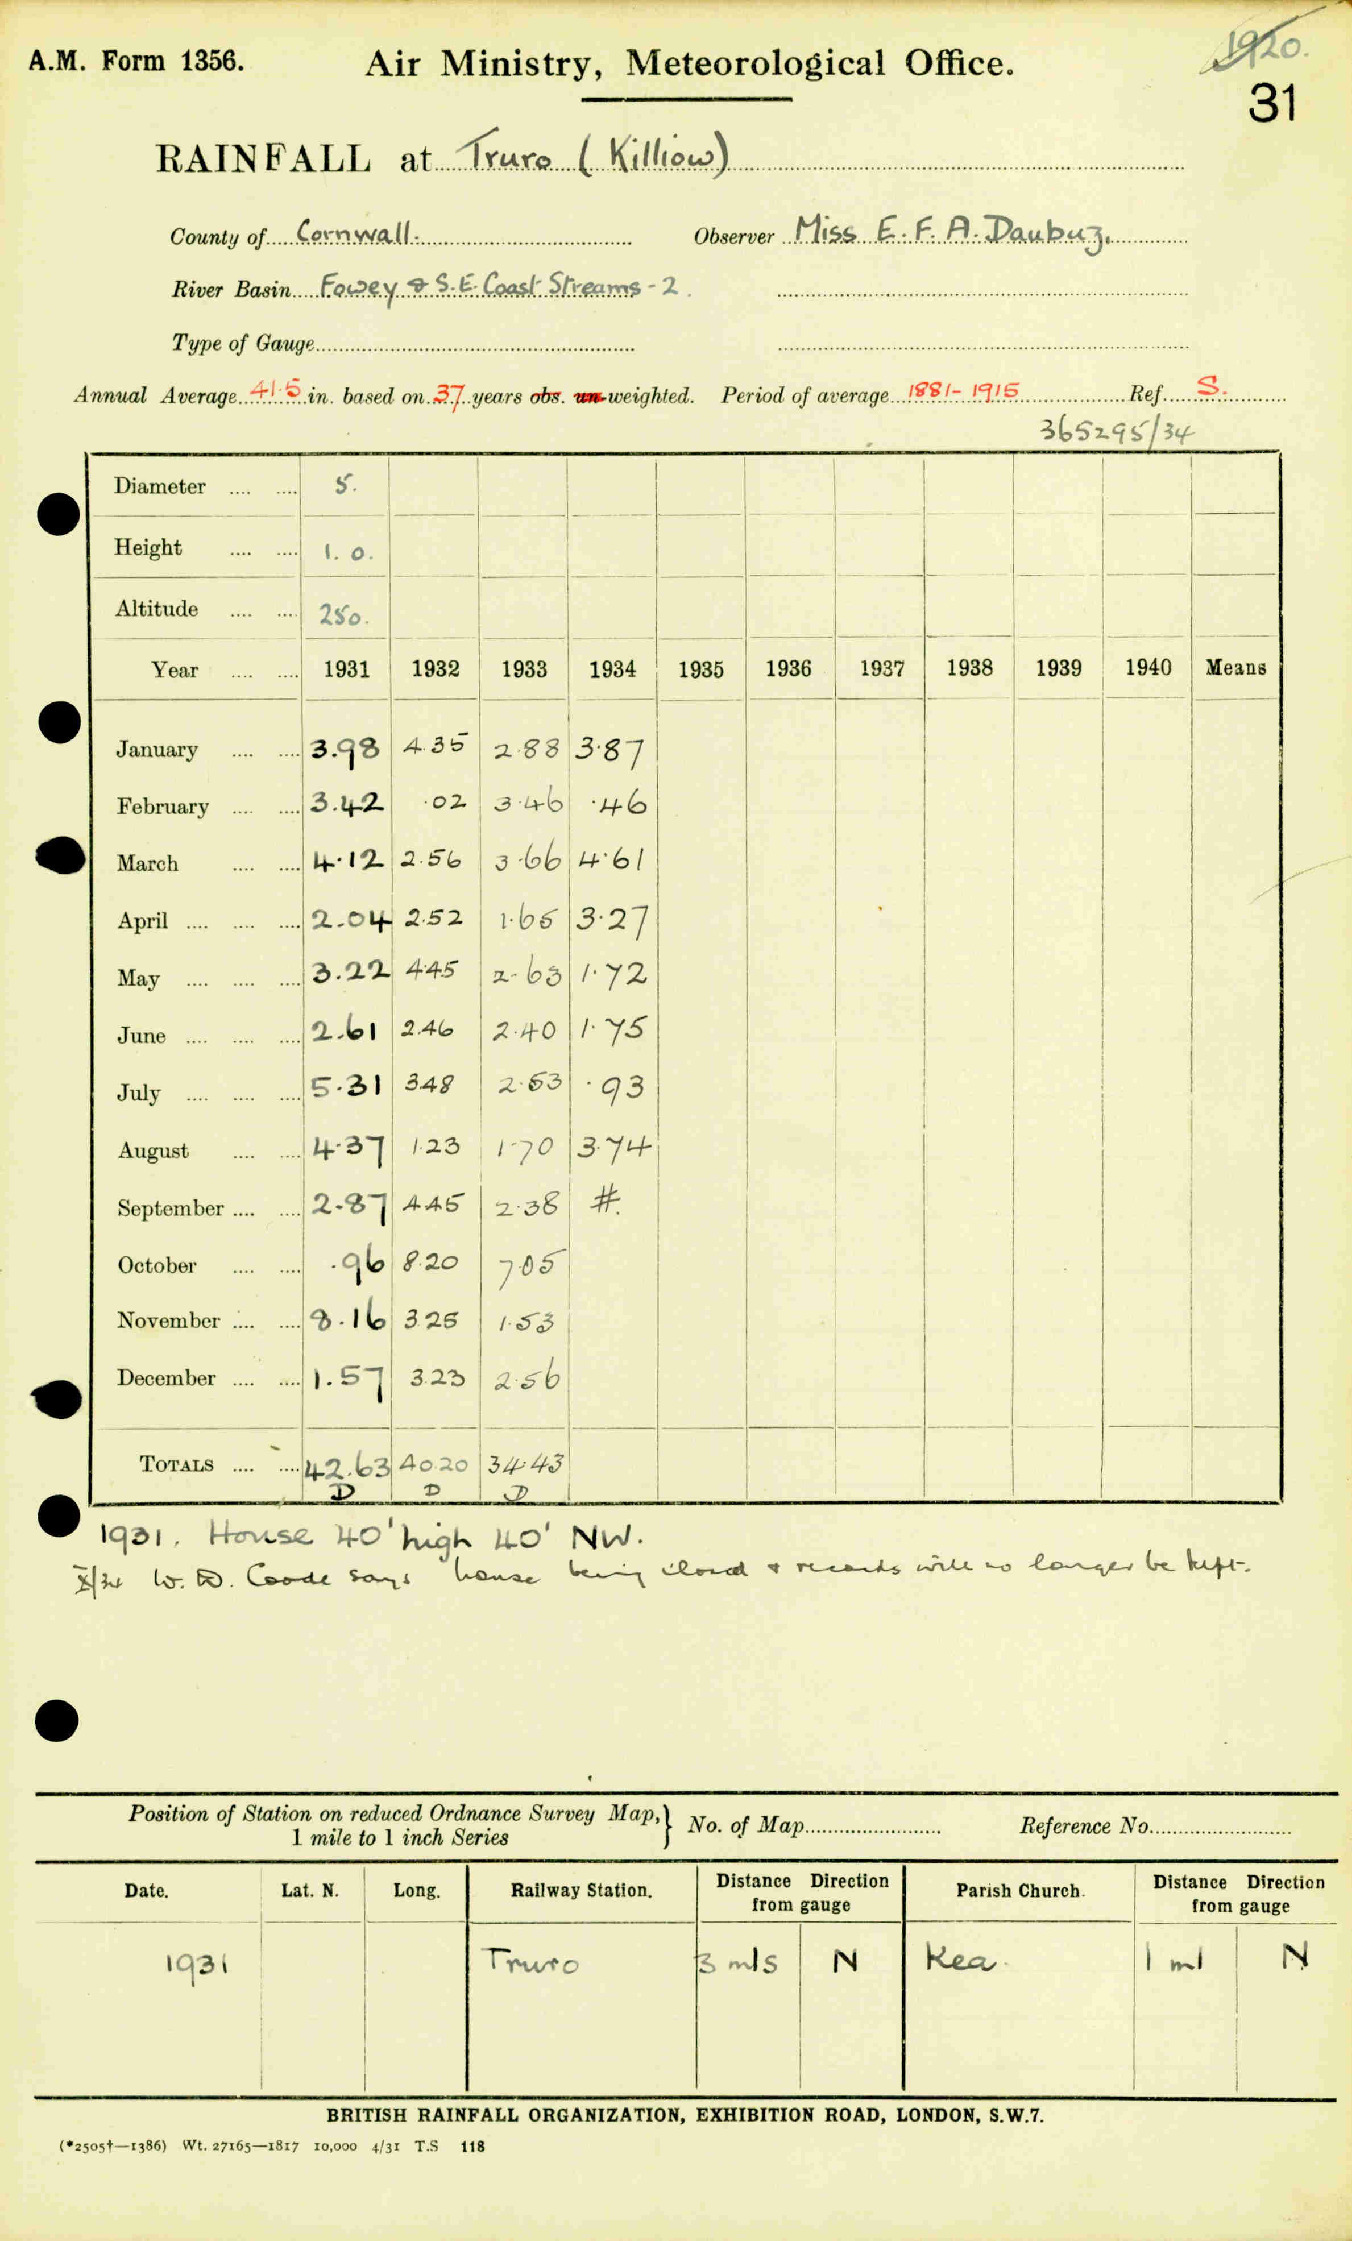 A.M. Form 1356. Air Ministry, Meteorological Office. 1920.
31
RAINFALL at Truro (Killiow)
County of Cornwall. Observer Miss E. F. A. Daubuz.
River Basin Fowey & S.E. Coast Streams - 2.
Type of Gauge
Annual Average 41.5 in. based on 37 years obs. un-weighted. Period of average 1881-1915 Ref. S.
365295/34
Diameter .... .... 5.
Height .... .... 1. 0.
Altitude .... .... 250.
Year .... .... 1931 1932 1933 1934 1935 1936 1937 1938 1939 1940 Means
January .... .... 3.98 4.35 2.88 3.87
February .... .... 3.42 .02 3.46 .46
March .... .... 4.12 2.56 3.66 4.61
April .... .... .... 2.04 2.52 1.65 3.27
May .... .... .... 3.22 4.45 2.63 1.72
June .... .... .... 2.61 2.46 2.40 1.75
July .... .... .... 5.31 3.48 2.53 .93
August .... .... 4.37 1.23 1.70 3.74
September .... .... 2.87 4.45 2.38 #.
October .... .... .96 8.20 7.05
November .... .... 8.16 3.25 1.53
December .... .... 1.57 3.23 2.56
TOTALS .... .... 42.63 40.20 34.43
D D D
1931. House 40' high 40' NW.
X/34 W. D. Coode says house being closed & records will no longer be kept.
Position of Station on reduced Ordnance Survey Map, } No. of Map Reference No.
1 mile to 1 inch Series
Date. Lat. N. Long. Railway Station. Distance Direction from gauge Parish Church. Distance Direction from gauge
1931 Truro 3 mls N Kea. 1 ml N
BRITISH RAINFALL ORGANIZATION, EXHIBITION ROAD, LONDON, S.W.7.
(*2505†—1386) Wt. 27165—1817 10,000 4/31 T.S 118